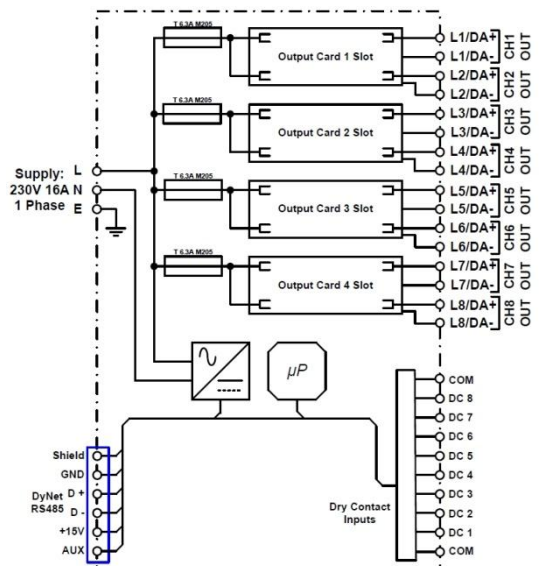 T 6.3A M205
Output Card 1 Slot
L1/DA+
L1/DA-
CH1 OUT
L2/DA+
L2/DA-
CH2 OUT
T 6.3A M205
Output Card 2 Slot
L3/DA+
L3/DA-
CH3 OUT
L4/DA+
L4/DA-
CH4 OUT
Supply: L
230V 16A N
1 Phase E
T 6.3A M205
Output Card 3 Slot
L5/DA+
L5/DA-
CH5 OUT
L6/DA+
L6/DA-
CH6 OUT
T 6.3A M205
Output Card 4 Slot
L7/DA+
L7/DA-
CH7 OUT
L8/DA+
L8/DA-
CH8 OUT
µP
Shield
GND
DyNet D +
RS485 D -
+15V
AUX
Dry Contact
Inputs
COM
DC 8
DC 7
DC 6
DC 5
DC 4
DC 3
DC 2
DC 1
COM